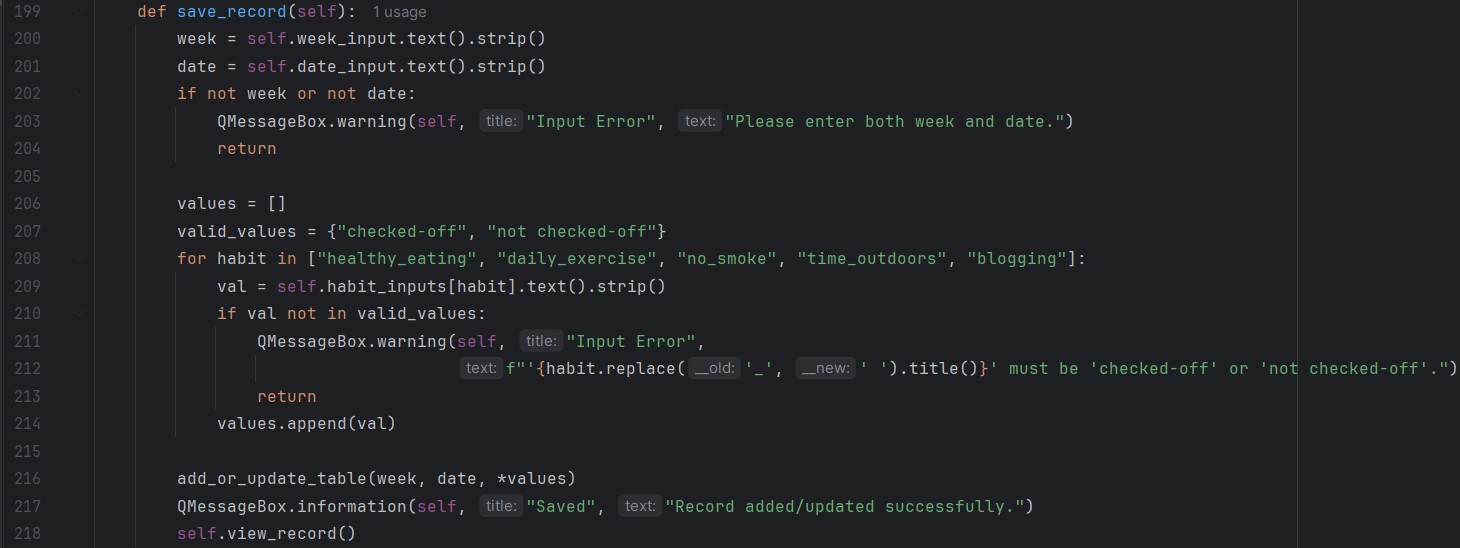 199 def save_record(self): 1 usage
200 week = self.week_input.text().strip()
201 date = self.date_input.text().strip()
202 if not week or not date:
203 QMessageBox.warning(self, title: "Input Error", text: "Please enter both week and date.")
204 return
205
206 values = []
207 valid_values = {"checked-off", "not checked-off"}
208 for habit in ["healthy_eating", "daily_exercise", "no_smoke", "time_outdoors", "blogging"]:
209 val = self.habit_inputs[habit].text().strip()
210 if val not in valid_values:
211 QMessageBox.warning(self, title: "Input Error",
212 text: f"'{habit.replace( __old: '_', __new: ' ').title()}' must be 'checked-off' or 'not checked-off'.")
213 return
214 values.append(val)
215
216 add_or_update_table(week, date, *values)
217 QMessageBox.information(self, title: "Saved", text: "Record added/updated successfully.")
218 self.view_record()